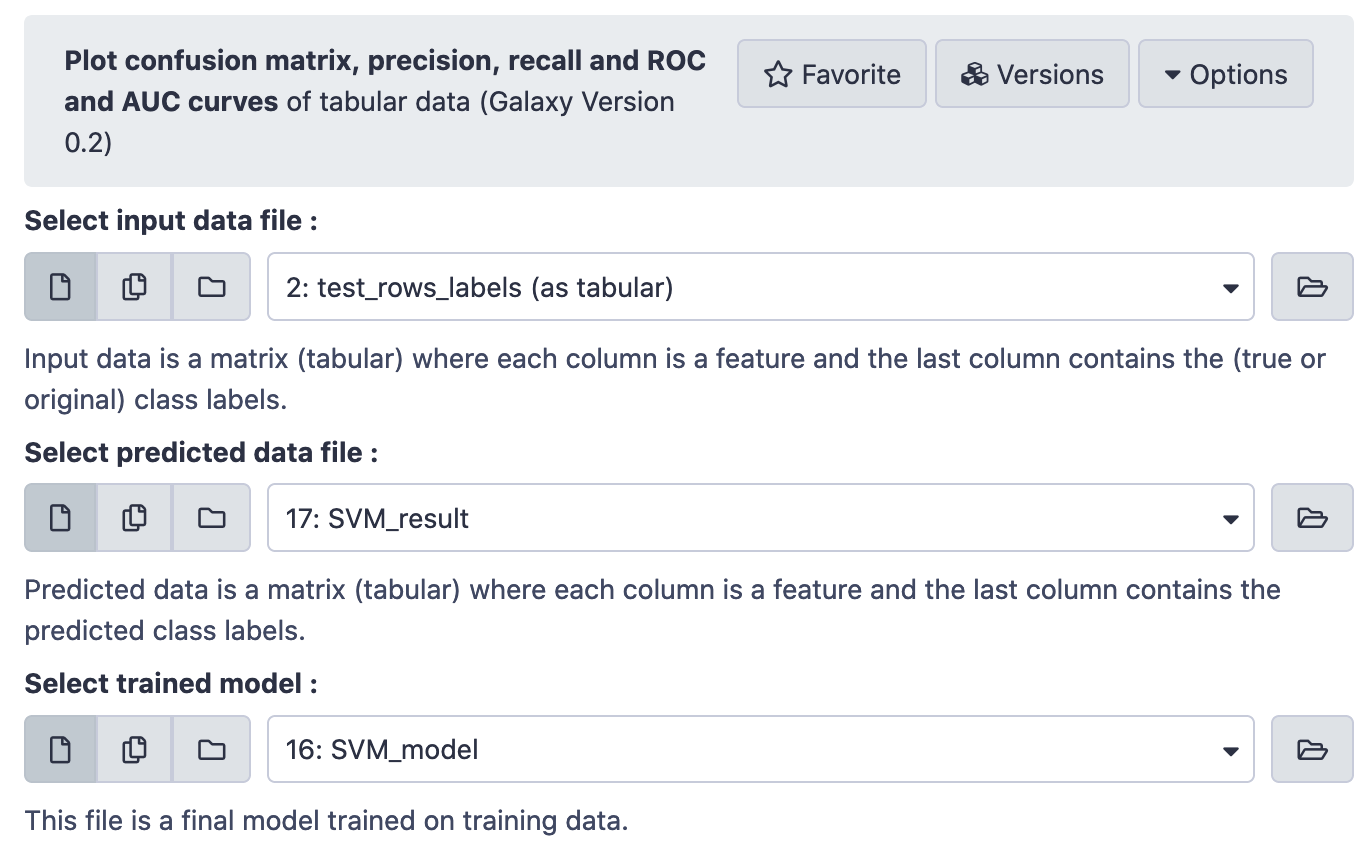 Plot confusion matrix, precision, recall and ROC
and AUC curves of tabular data (Galaxy Version
0.2)
Favorite
Versions
Options
Select input data file :
2: test_rows_labels (as tabular)
Input data is a matrix (tabular) where each column is a feature and the last column contains the (true or
original) class labels.
Select predicted data file :
17: SVM_result
Predicted data is a matrix (tabular) where each column is a feature and the last column contains the
predicted class labels.
Select trained model :
16: SVM_model
This file is a final model trained on training data.